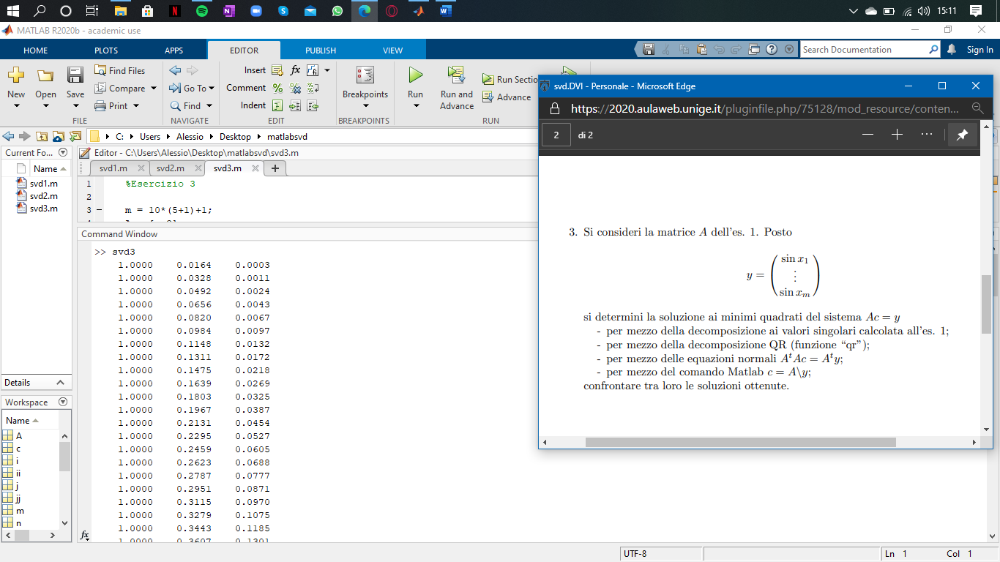 15:11
MATLAB R2020b - academic use
HOME PLOTS APPS EDITOR PUBLISH VIEW
Search Documentation
Sign In
New Open Save
Find Files
Compare
Print
Go To
Find
Insert fx
Comment
Indent
Breakpoints
Run
Run and Advance
Run Sectio
Advance
FILE NAVIGATE EDIT BREAKPOINTS RUN
C: Users Alessio Desktop matlabsvd
Current Fo...
Name
svd1.m
svd2.m
svd3.m
Details
Workspace
Name
A
c
i
ii
j
jj
m
n
Editor - C:\Users\Alessio\Desktop\matlabsvd\svd3.m
svd1.m svd2.m svd3.m +
1 %Esercizio 3
2
3 m = 10*(5+1)+1;
Command Window
>> svd3
1.0000 0.0164 0.0003
1.0000 0.0328 0.0011
1.0000 0.0492 0.0024
1.0000 0.0656 0.0043
1.0000 0.0820 0.0067
1.0000 0.0984 0.0097
1.0000 0.1148 0.0132
1.0000 0.1311 0.0172
1.0000 0.1475 0.0218
1.0000 0.1639 0.0269
1.0000 0.1803 0.0325
1.0000 0.1967 0.0387
1.0000 0.2131 0.0454
1.0000 0.2295 0.0527
1.0000 0.2459 0.0605
1.0000 0.2623 0.0688
1.0000 0.2787 0.0777
1.0000 0.2951 0.0871
1.0000 0.3115 0.0970
1.0000 0.3279 0.1075
1.0000 0.3443 0.1185
1.0000 0.3607 0.1301
fx
svd.DVI - Personale - Microsoft Edge
https://2020.aulaweb.unige.it/pluginfile.php/75128/mod_resource/conten...
2 di 2
3. Si consideri la matrice A dell'es. 1. Posto
sin x₁
y = ⋮
sin xₘ
si determini la soluzione ai minimi quadrati del sistema Ac = y
- per mezzo della decomposizione ai valori singolari calcolata all'es. 1;
- per mezzo della decomposizione QR (funzione “qr”);
- per mezzo delle equazioni normali AᵗAc = Aᵗy;
- per mezzo del comando Matlab c = A\y;
confrontare tra loro le soluzioni ottenute.
UTF-8
Ln 1 Col 1